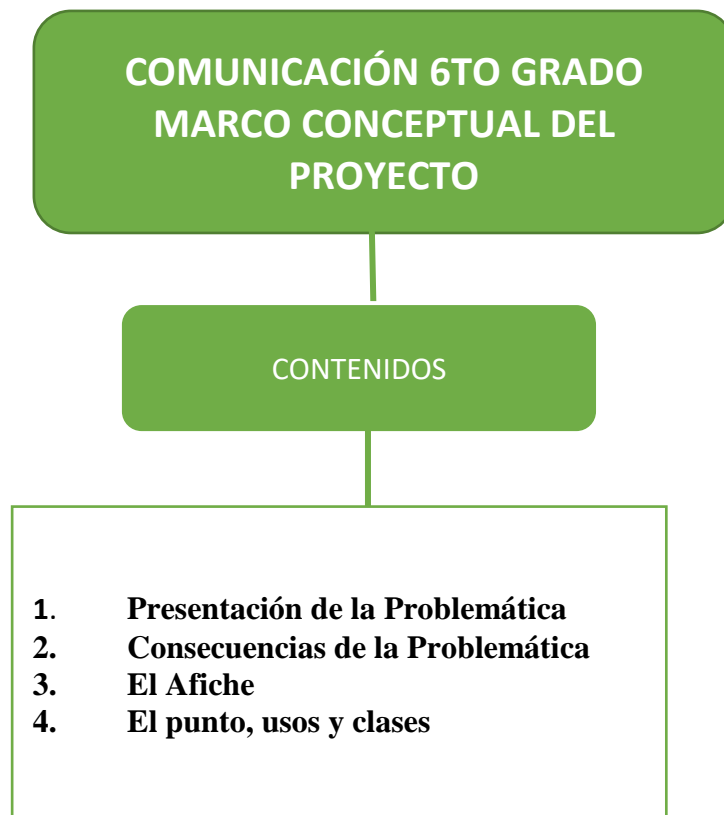 COMUNICACIÓN 6TO GRADO
MARCO CONCEPTUAL DEL
PROYECTO
CONTENIDOS
1. Presentación de la Problemática
2. Consecuencias de la Problemática
3. El Afiche
4. El punto, usos y clases